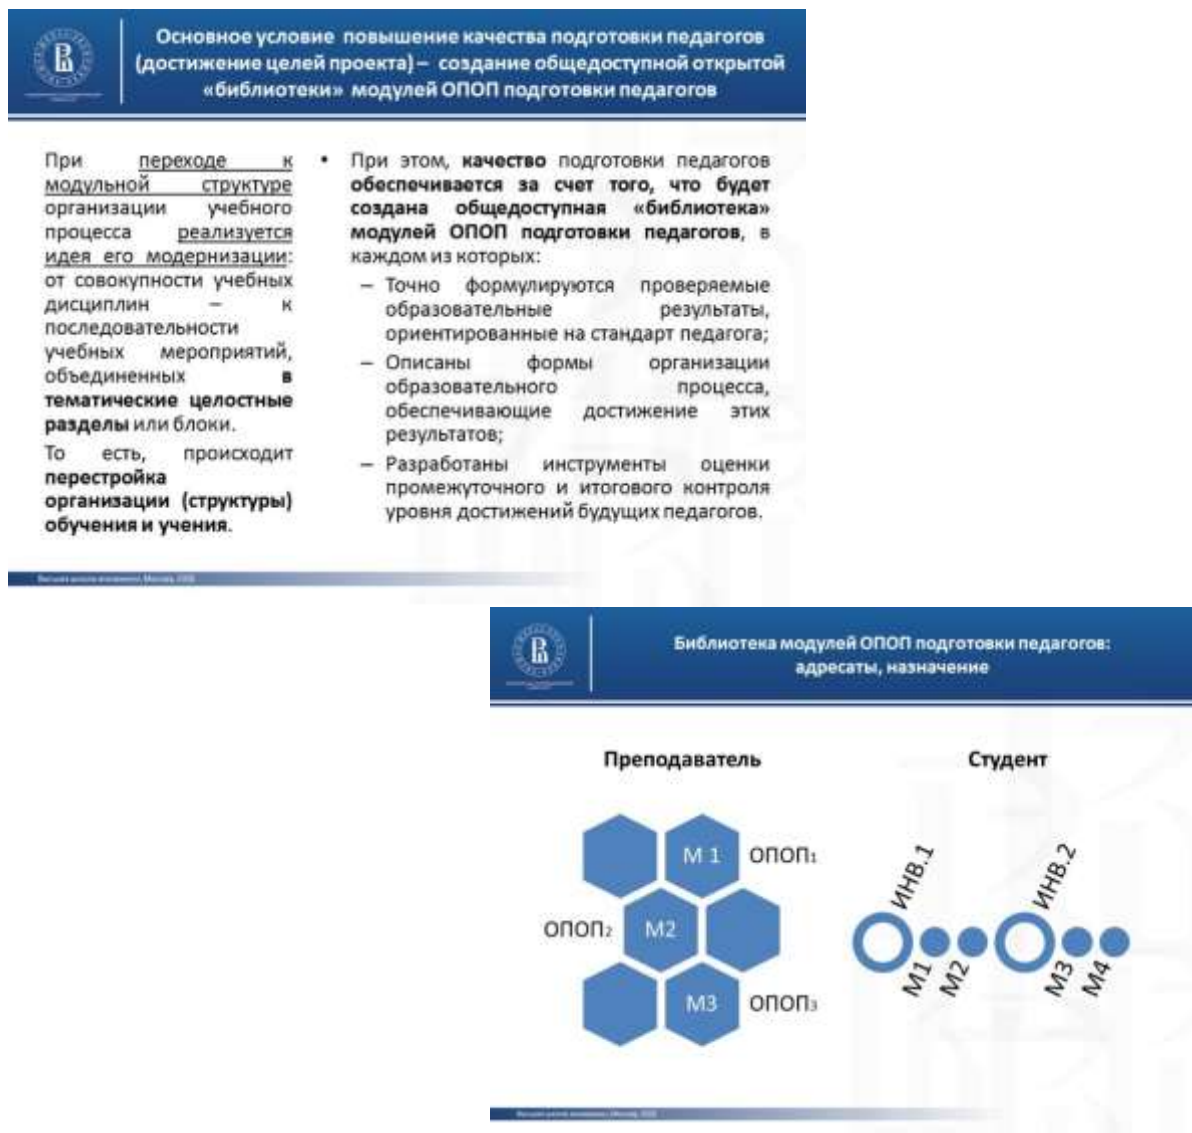 Основное условие повышение качества подготовки педагогов
(достижение целей проекта) – создание общедоступной открытой
«библиотеки» модулей ОПОП подготовки педагогов
При переходе к
модульной структуре
организации учебного
процесса реализуется
идея его модернизации:
от совокупности учебных
дисциплин – к
последовательности
учебных мероприятий,
объединенных в
тематические целостные
разделы или блоки.
То есть, происходит
перестройка
организации (структуры)
обучения и учения.
• При этом, качество подготовки педагогов
обеспечивается за счет того, что будет
создана общедоступная «библиотека»
модулей ОПОП подготовки педагогов, в
каждом из которых:
– Точно формулируются проверяемые
образовательные результаты,
ориентированные на стандарт педагога;
– Описаны формы организации
образовательного процесса,
обеспечивающие достижение этих
результатов;
– Разработаны инструменты оценки
промежуточного и итогового контроля
уровня достижений будущих педагогов.
Библиотека модулей ОПОП подготовки педагогов:
адресаты, назначение
Преподаватель
М 1
ОПОП1
ОПОП2
М2
М3
ОПОП3
Студент
ИНВ.1
ИНВ.2
М1
М2
М3
М4